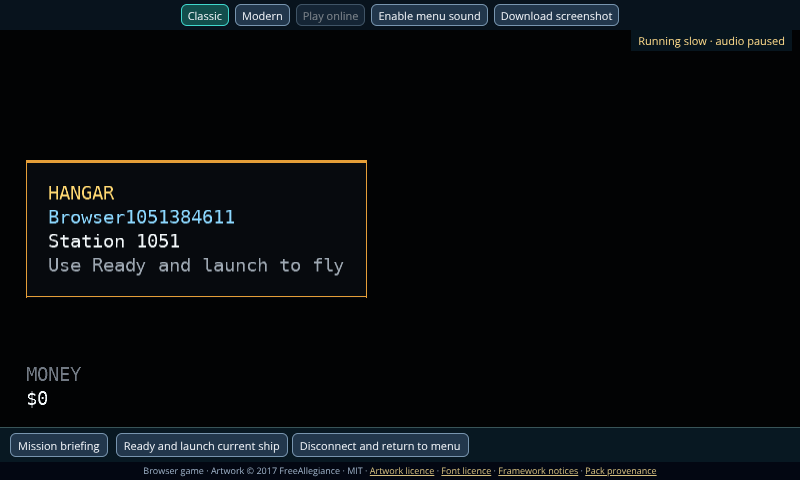 Classic Modern Play online Enable menu sound Download screenshot
Running slow · audio paused
HANGAR
Browser1051384611
Station 1051
Use Ready and launch to fly
MONEY
$0
Mission briefing Ready and launch current ship Disconnect and return to menu
Browser game · Artwork © 2017 FreeAllegiance · MIT · Artwork licence · Font licence · Framework notices · Pack provenance